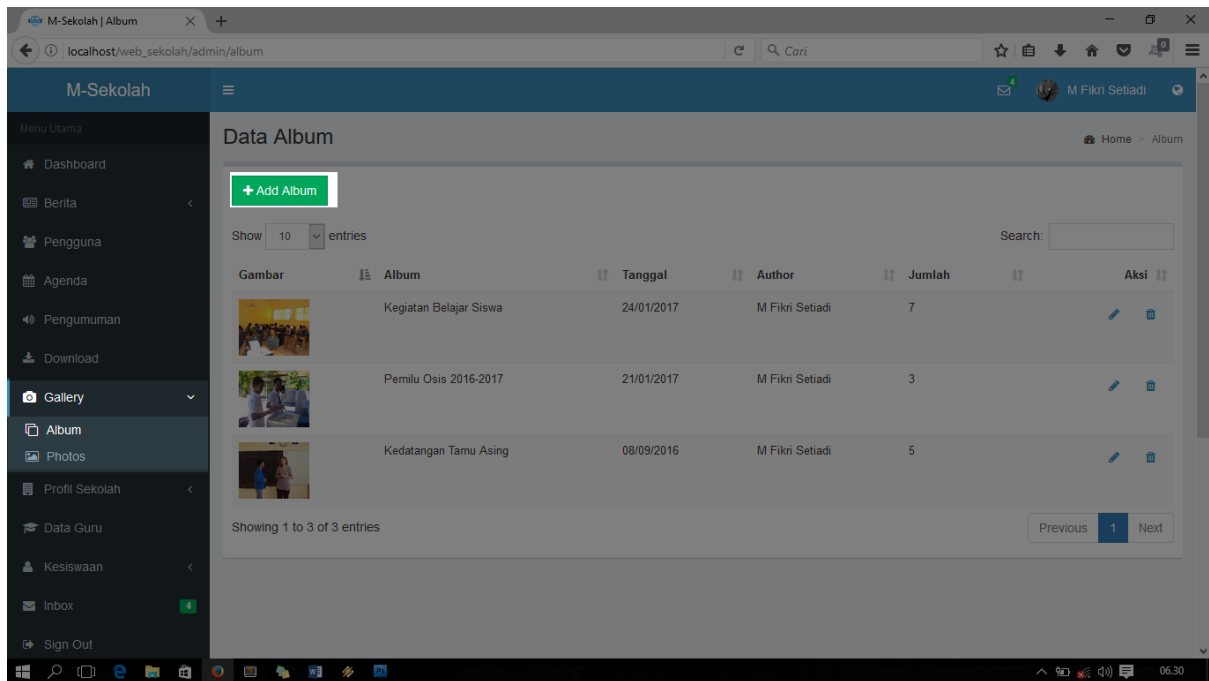 M-Sekolah | Album
localhost/web_sekolah/admin/album
Cari
0
M-Sekolah
4
M Fikri Setiadi
Menu Utama
Dashboard
Berita
Pengguna
Agenda
Pengumuman
Download
Gallery
Album
Photos
Profil Sekolah
Data Guru
Kesiswaan
Inbox 4
Sign Out
Data Album
Home > Album
Add Album
Show 10 entries
Search:
Gambar Album Tanggal Author Jumlah Aksi
Kegiatan Belajar Siswa 24/01/2017 M Fikri Setiadi 7
Pemilu Osis 2016-2017 21/01/2017 M Fikri Setiadi 3
Kedatangan Tamu Asing 08/09/2016 M Fikri Setiadi 5
Showing 1 to 3 of 3 entries
Previous 1 Next
06.30